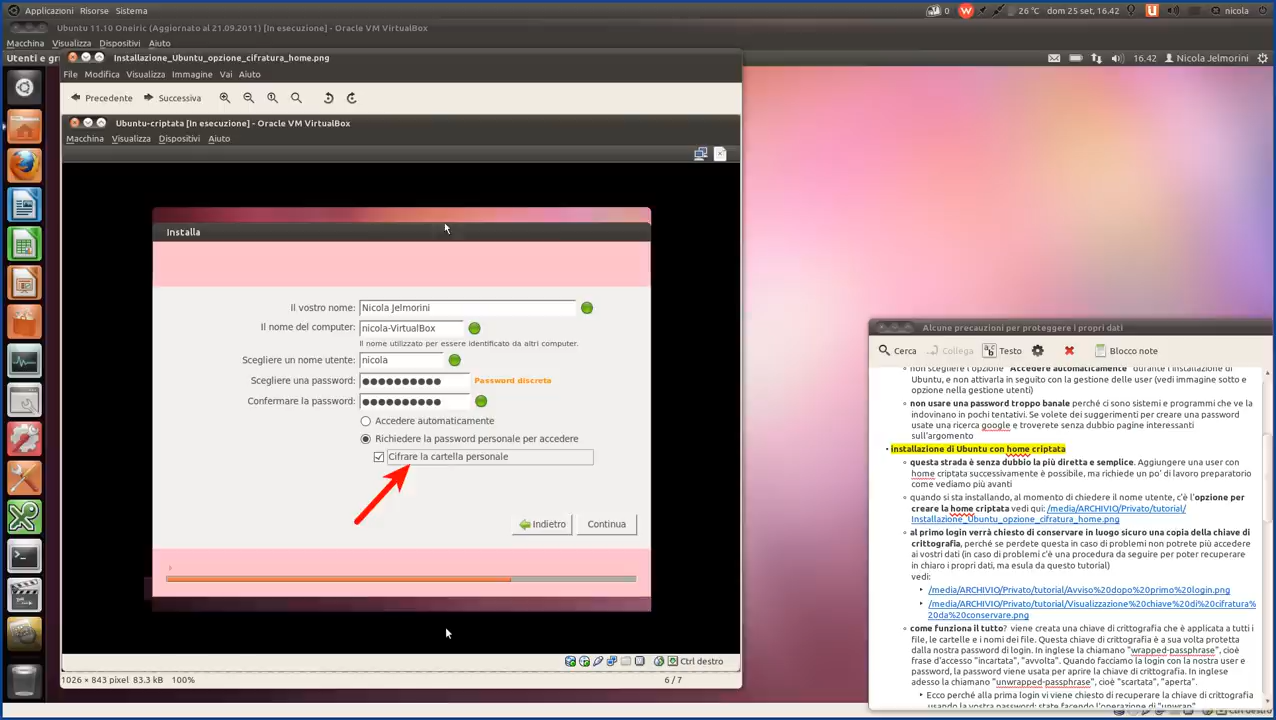 Applicazioni Risorse Sistema
0
26 °C
dom 25 set, 16.42
nicola
Ubuntu 11.10 Oneiric (Aggiornato al 21.09.2011) [In esecuzione] - Oracle VM VirtualBox
Macchina Visualizza Dispositivi Aiuto
Utenti e gr
Installazione_Ubuntu_opzione_cifratura_home.png
16.42 Nicola Jelmorini
File Modifica Visualizza Immagine Vai Aiuto
Precedente Successiva
Ubuntu-criptata [In esecuzione] - Oracle VM VirtualBox
Macchina Visualizza Dispositivi Aiuto
Installa
Il vostro nome: Nicola Jelmorini
Il nome del computer: nicola-VirtualBox
Il nome utilizzato per essere identificato da altri computer.
Scegliere un nome utente: nicola
Scegliere una password: ●●●●●●●●●● Password discreta
Confermare la password: ●●●●●●●●●●
Accedere automaticamente
Richiedere la password personale per accedere
Cifrare la cartella personale
Indietro Continua
Ctrl destro
1026 × 843 pixel 83.3 kB 100%
6 / 7
Alcune precauzioni per proteggere i propri dati
Cerca Collega Testo Blocco note
non scegliere l'opzione "Accedere automaticamente" durante l'installazione di
Ubuntu, e non attivarla in seguito con la gestione delle user (vedi immagine sotto e
opzione nella gestione utenti)
non usare una password troppo banale perché ci sono sistemi e programmi che ve la
indovinano in pochi tentativi. Se volete dei suggerimenti per creare una password
usate una ricerca google e troverete senza dubbio pagine interessanti
sull'argomento
installazione di Ubuntu con home criptata
questa strada è senza dubbio la più diretta e semplice. Aggiungere una user con
home criptata successivamente è possibile, ma richiede un po' di lavoro preparatorio
come vediamo più avanti
quando si sta installando, al momento di chiedere il nome utente, c'è l'opzione per
creare la home criptata vedi qui: /media/ARCHIVIO/Privato/tutorial/
Installazione_Ubuntu_opzione_cifratura_home.png
al primo login verrà chiesto di conservare in luogo sicuro una copia della chiave di
crittografia, perché se perdete questa in caso di problemi non potrete più accedere
ai vostri dati (in caso di problemi c'è una procedura da seguire per poter recuperare
in chiaro i propri dati, ma esula da questo tutorial)
vedi:
/media/ARCHIVIO/Privato/tutorial/Avviso%20dopo%20primo%20login.png
/media/ARCHIVIO/Privato/tutorial/Visualizzazione%20chiave%20di%20cifratura%
20da%20conservare.png
come funziona il tutto? viene creata una chiave di crittografia che è applicata a tutti i
file, le cartelle e i nomi dei file. Questa chiave di crittografia è a sua volta protetta
dalla nostra password di login. In inglese la chiamano "wrapped-passphrase", cioè
frase d'accesso "incartata", "avvolta". Quando facciamo la login con la nostra user e
password, la password viene usata per aprire la chiave di crittografia. In inglese
adesso la chiamano "unwrapped-passphrase", cioè "scartata", "aperta".
Ecco perché alla prima login vi viene chiesto di recuperare la chiave di crittografia
usando la vostra password: state facendo l'operazione di "unwrap"
Ctrl destro